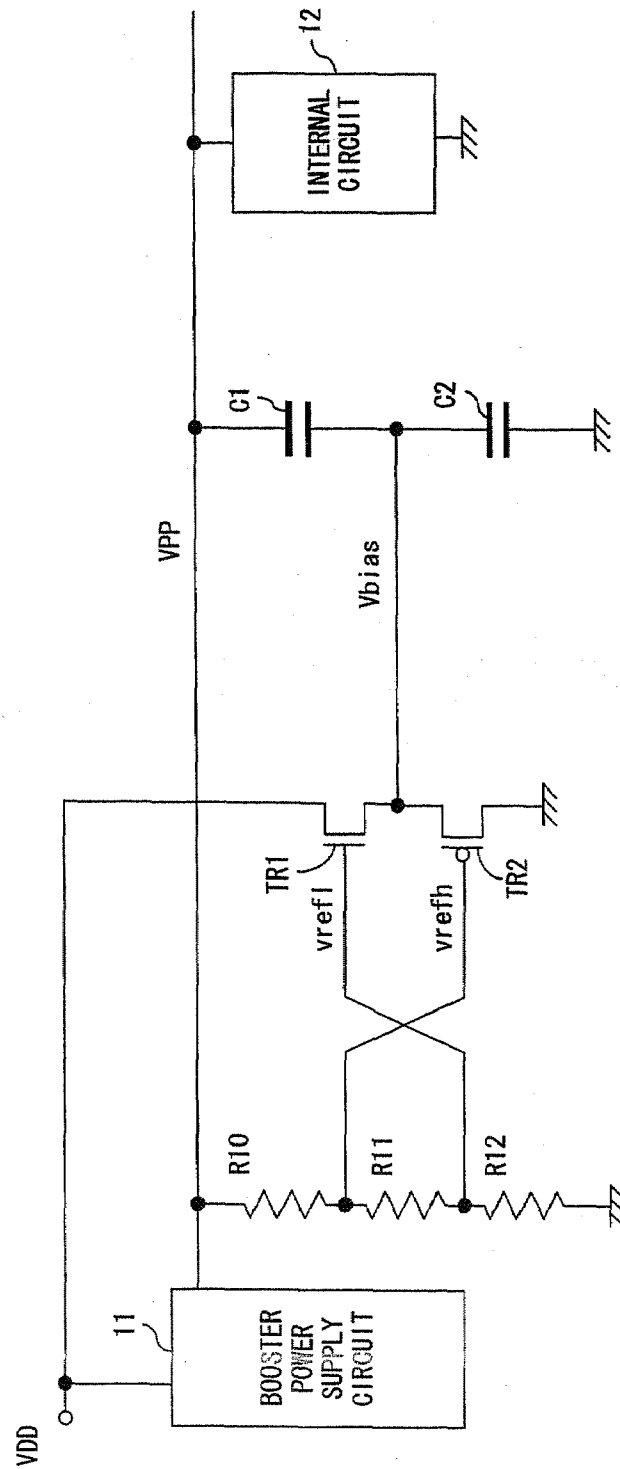 VDD
11
BOOSTER
POWER
SUPPLY
CIRCUIT
R10
R11
R12
vrefl
vrefh
TR1
TR2
VPP
Vbias
C1
C2
INTERNAL
CIRCUIT
12